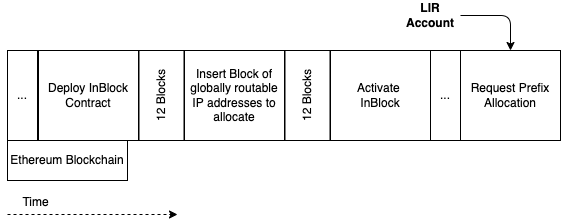 LIR
Account
...
Deploy InBlock
Contract
12 Blocks
Insert Block of
globally routable
IP addresses to
allocate
12 Blocks
Activate
InBlock
...
Request Prefix
Allocation
Ethereum Blockchain
Time